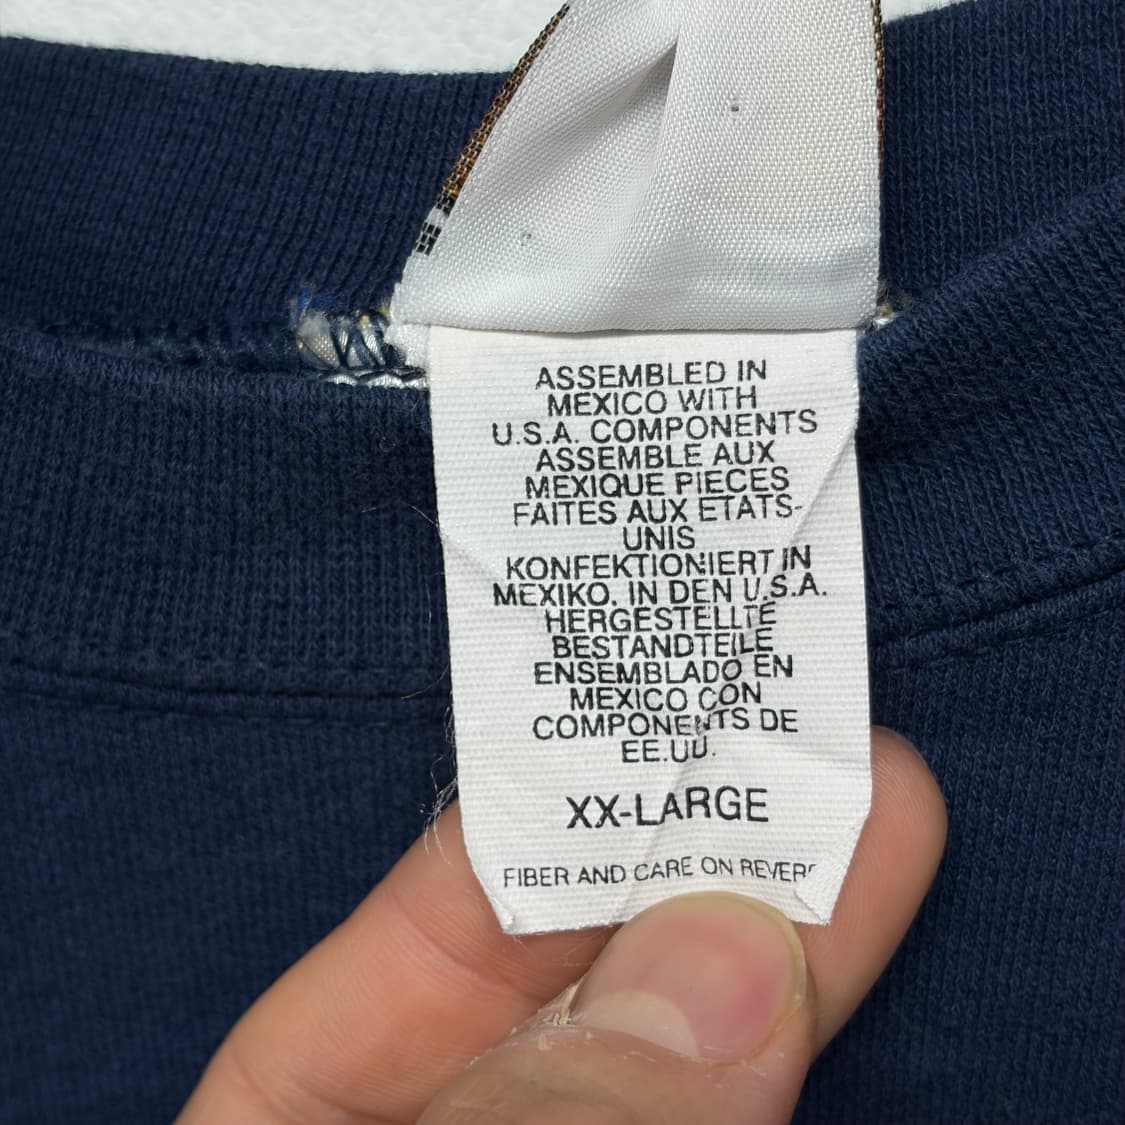 ASSEMBLED IN
MEXICO WITH
U.S.A. COMPONENTS
ASSEMBLE AUX
MEXIQUE PIECES
FAITES AUX ETATS-
UNIS
KONFEKTIONIERT IN
MEXIKO. IN DEN U.S.A.
HERGESTELLTE
BESTANDTEILE
ENSEMBLADO EN
MEXICO CON
COMPONENTS DE
EE.UU.
XX-LARGE
FIBER AND CARE ON